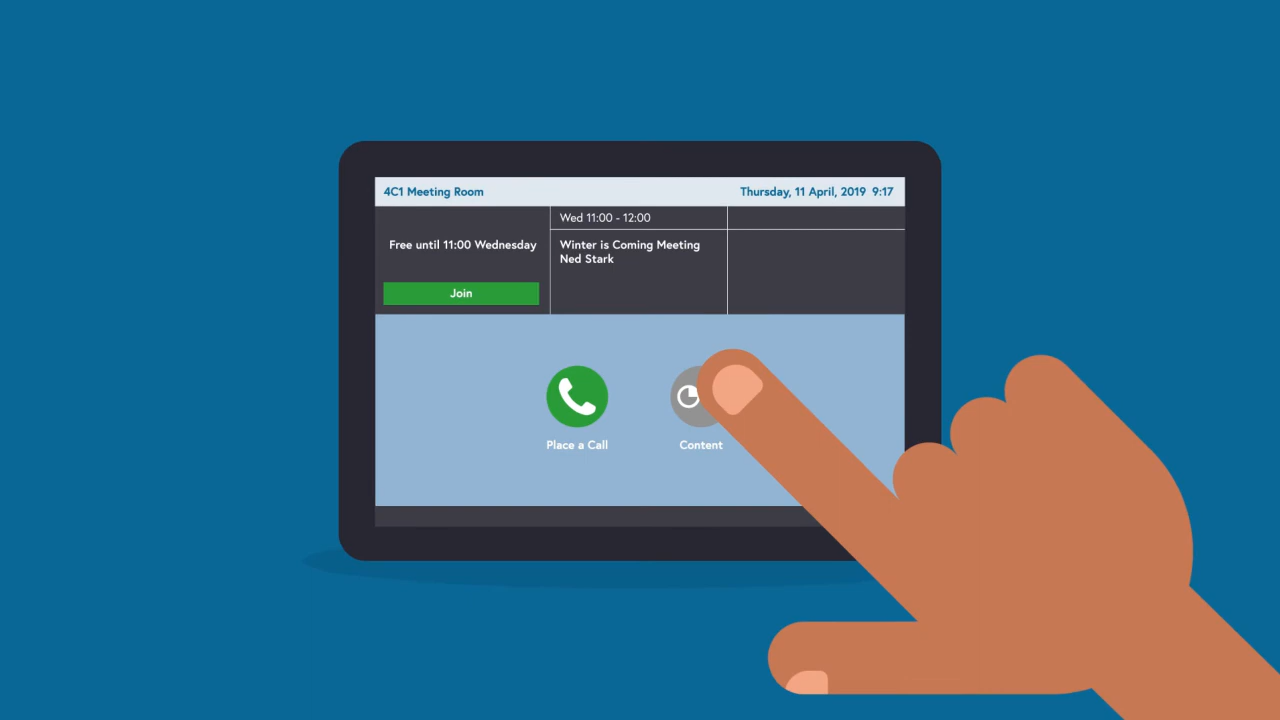 4C1 Meeting Room
Thursday, 11 April, 2019 9:17
Wed 11:00 - 12:00
Free until 11:00 Wednesday
Winter is Coming Meeting
Ned Stark
Join
Place a Call
Content